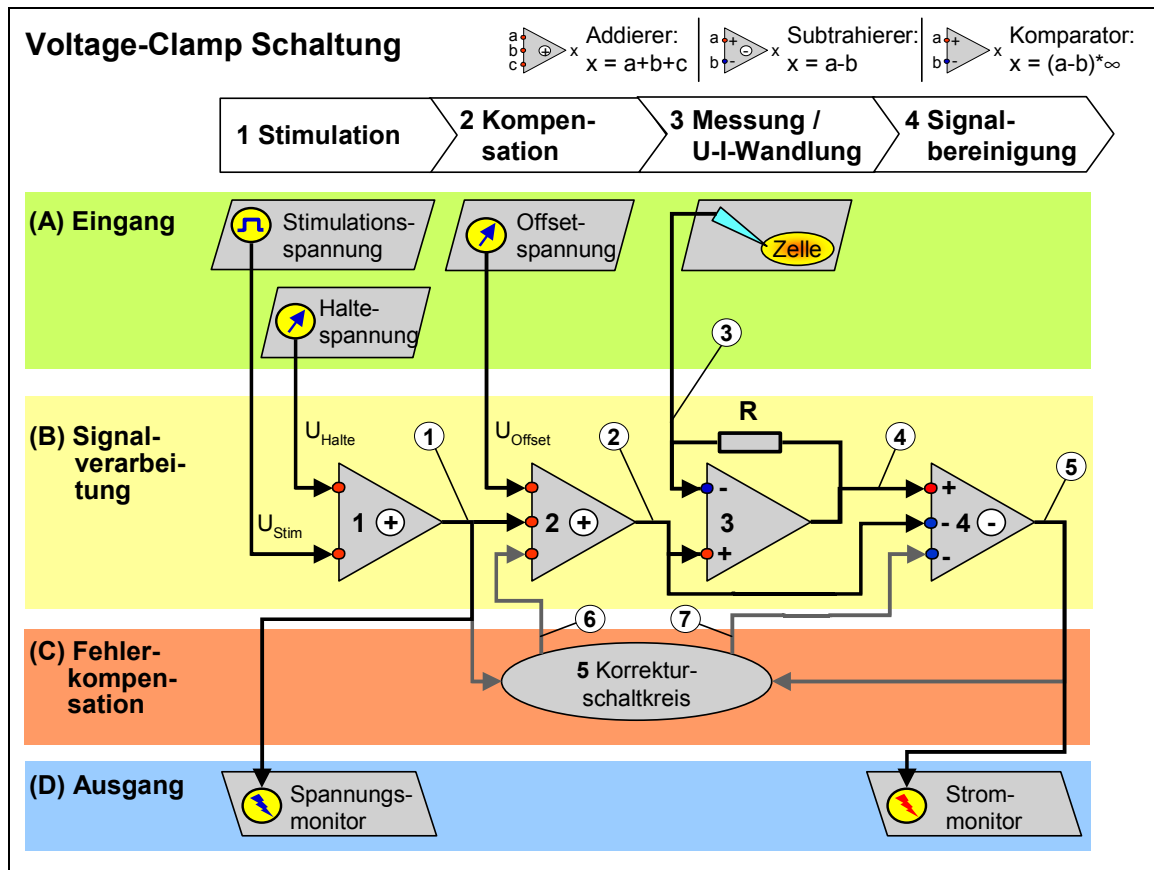 Voltage-Clamp Schaltung
a
b
c
+
x
Addierer:
x = a+b+c
a
b
+
-
-
x
Subtrahierer:
x = a-b
a
b
+
-
x
Komparator:
x = (a-b)*∞
1 Stimulation
2 Kompen-
sation
3 Messung /
U-I-Wandlung
4 Signal-
bereinigung
(A) Eingang
Stimulations-
spannung
Halte-
spannung
Offset-
spannung
Zelle
3
(B) Signal-
verarbei-
tung
UHalte
UStim
1
1 +
UOffset
2
2 +
R
-
3
+
4
+
-
4 -
-
5
6
7
(C) Fehler-
kompen-
sation
5 Korrektur-
schaltkreis
(D) Ausgang
Spannungs-
monitor
Strom-
monitor